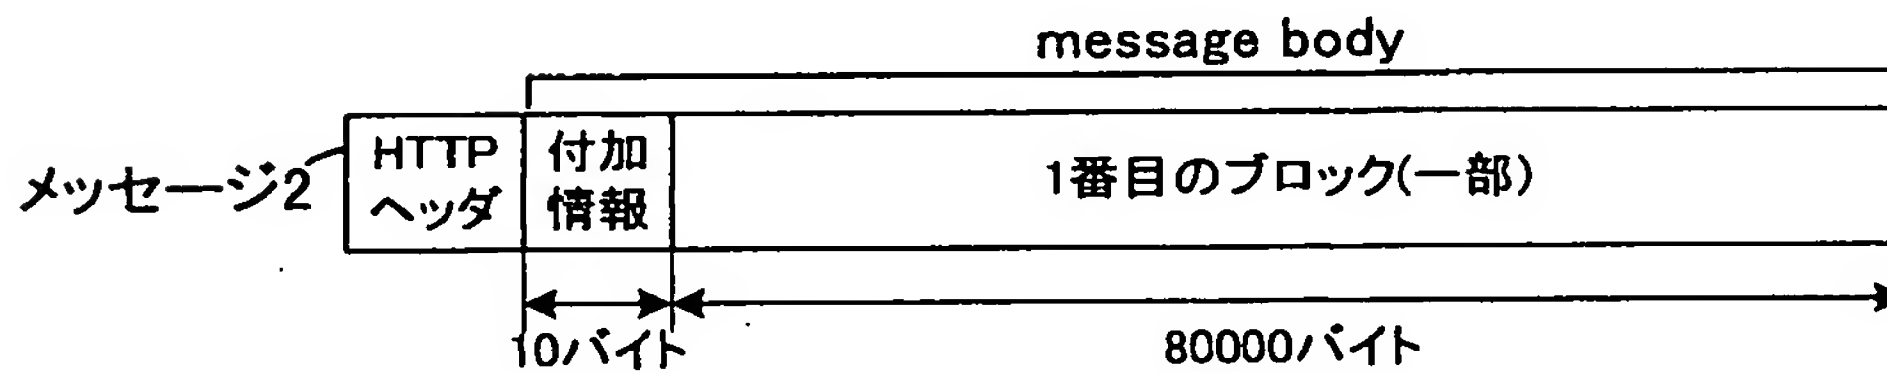 message body
メッセージ2
HTTP
ヘッダ
付加
情報
1番目のブロック(一部)
10バイト
80000バイト